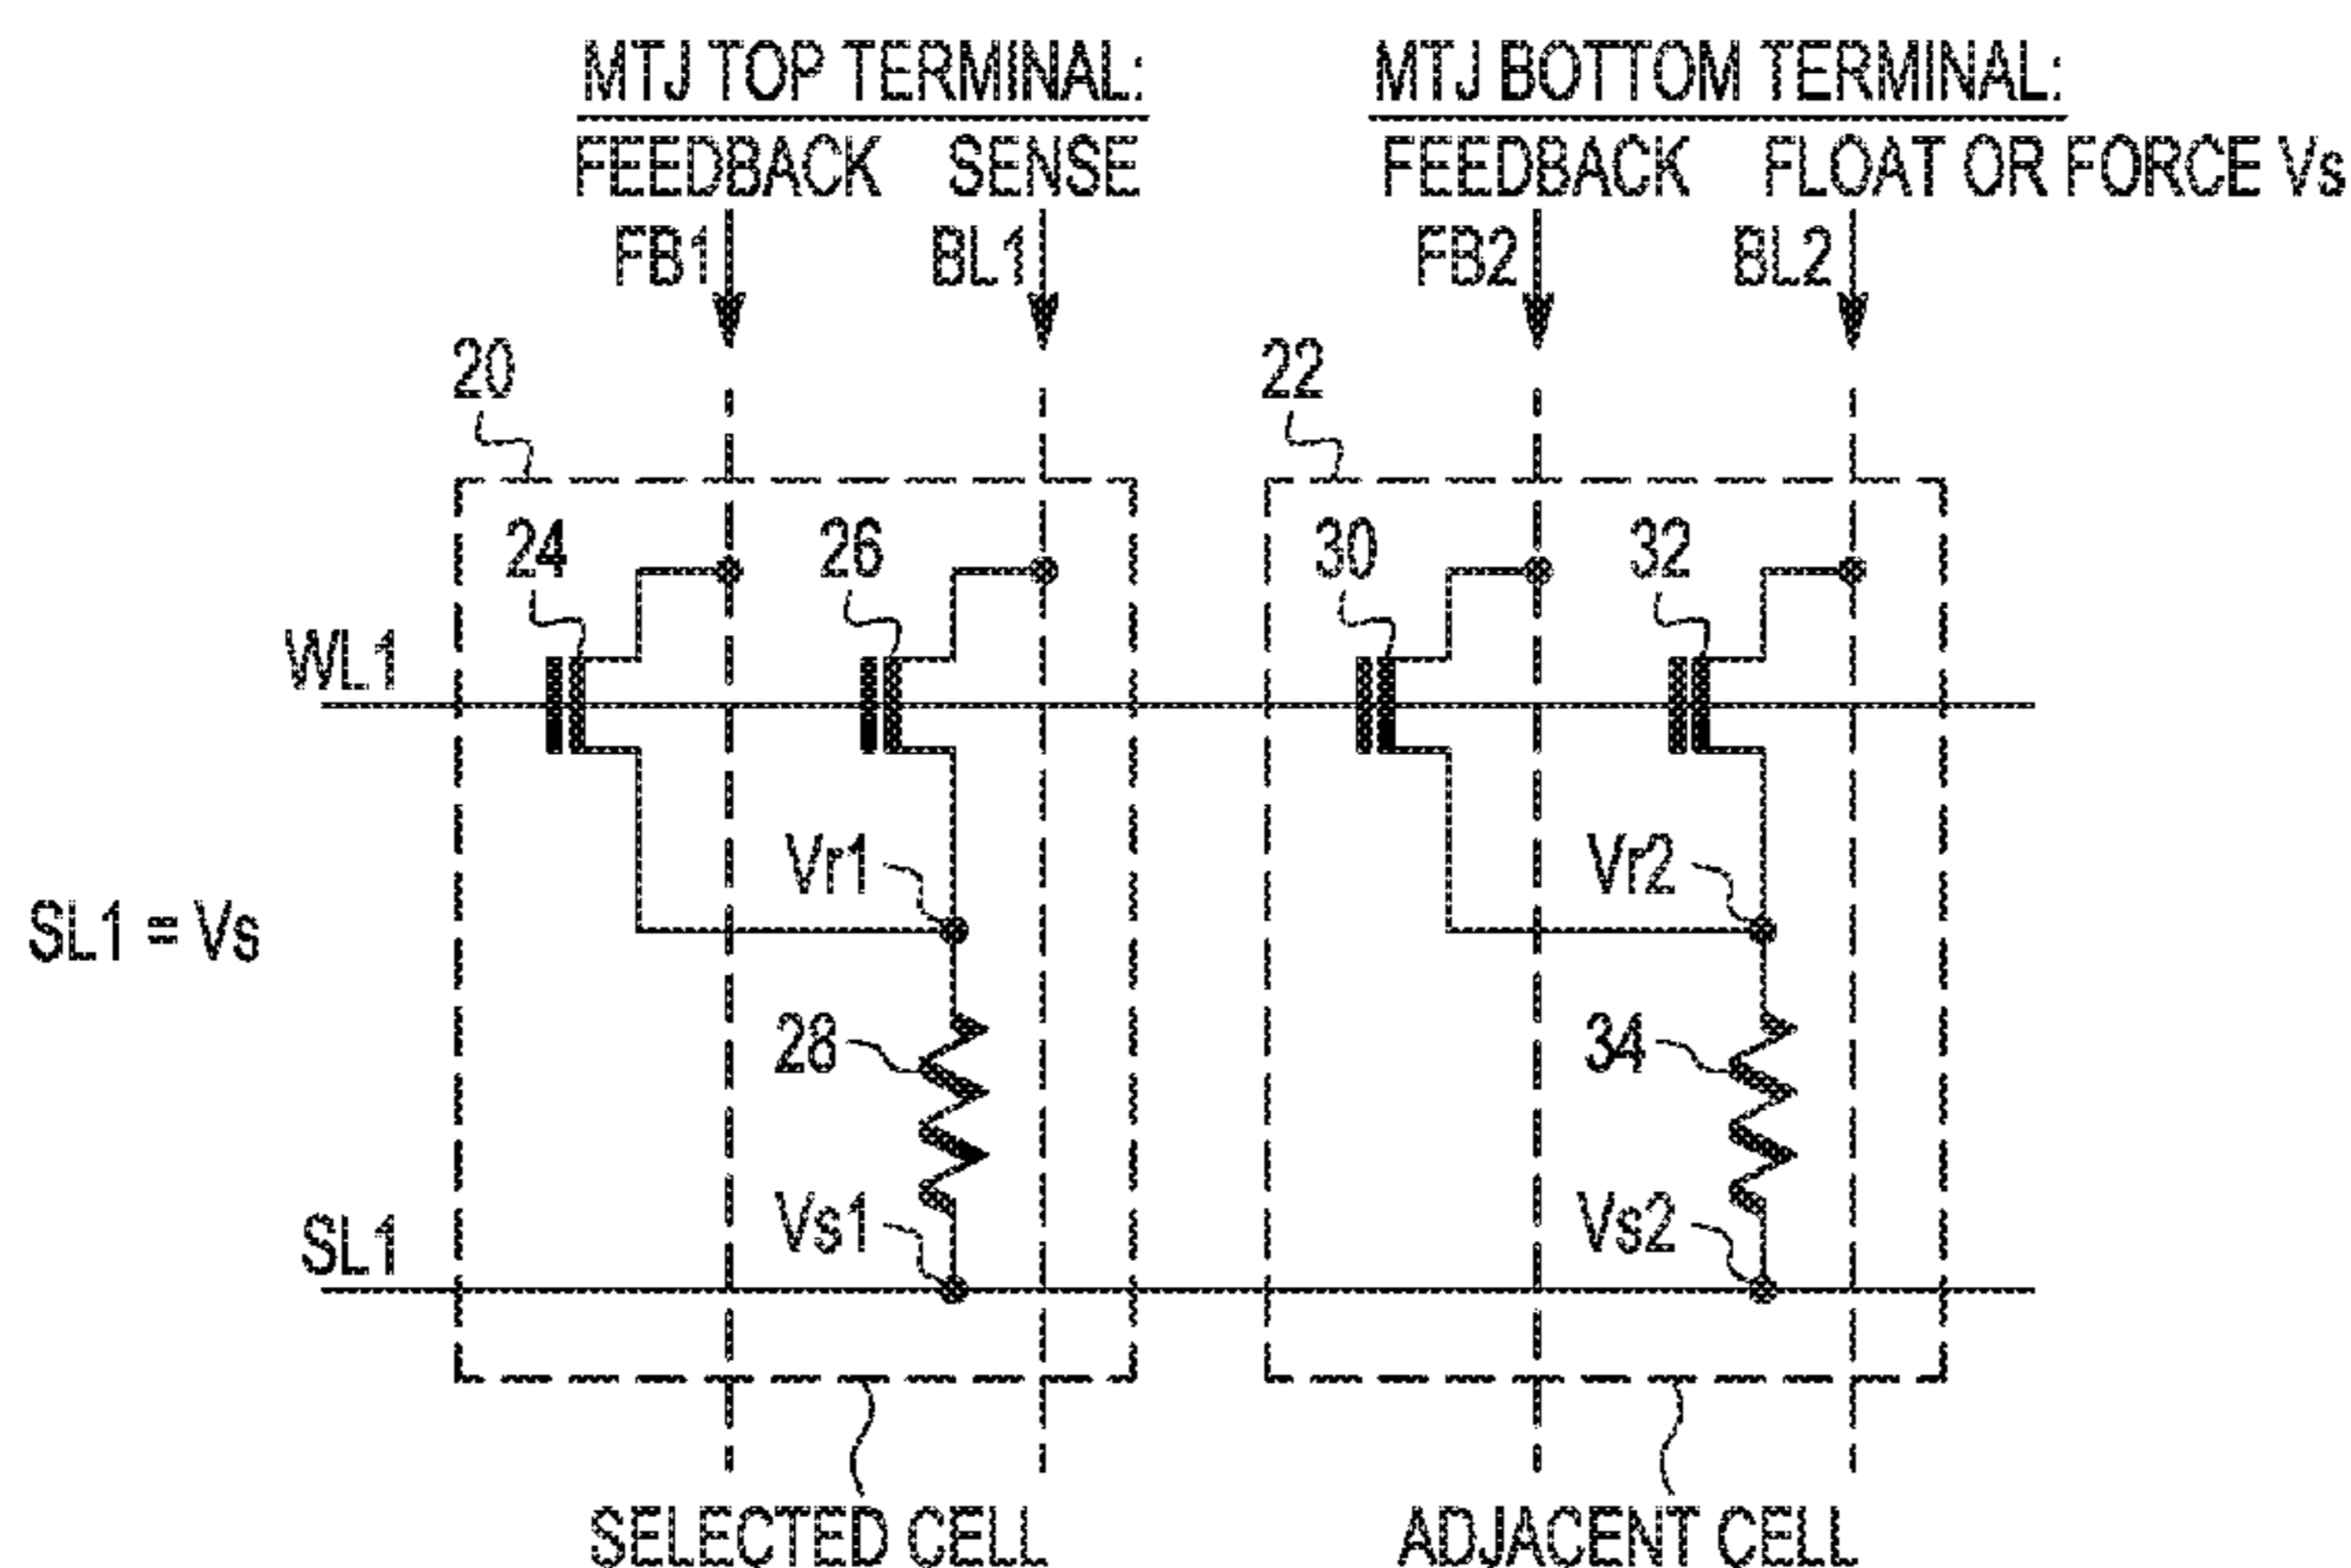 MTJ TOP TERMINAL: MTJ BOTTOM TERMINAL:
FEEDBACK SENSE FEEDBACK FLOAT OR FORCE Vs
FB1 BL1 FB2 BL2
20 22
24 26 30 32
WL1
Vr1 Vr2
SL1 = Vs
28 34
Vs1 Vs2
SL1
SELECTED CELL ADJACENT CELL